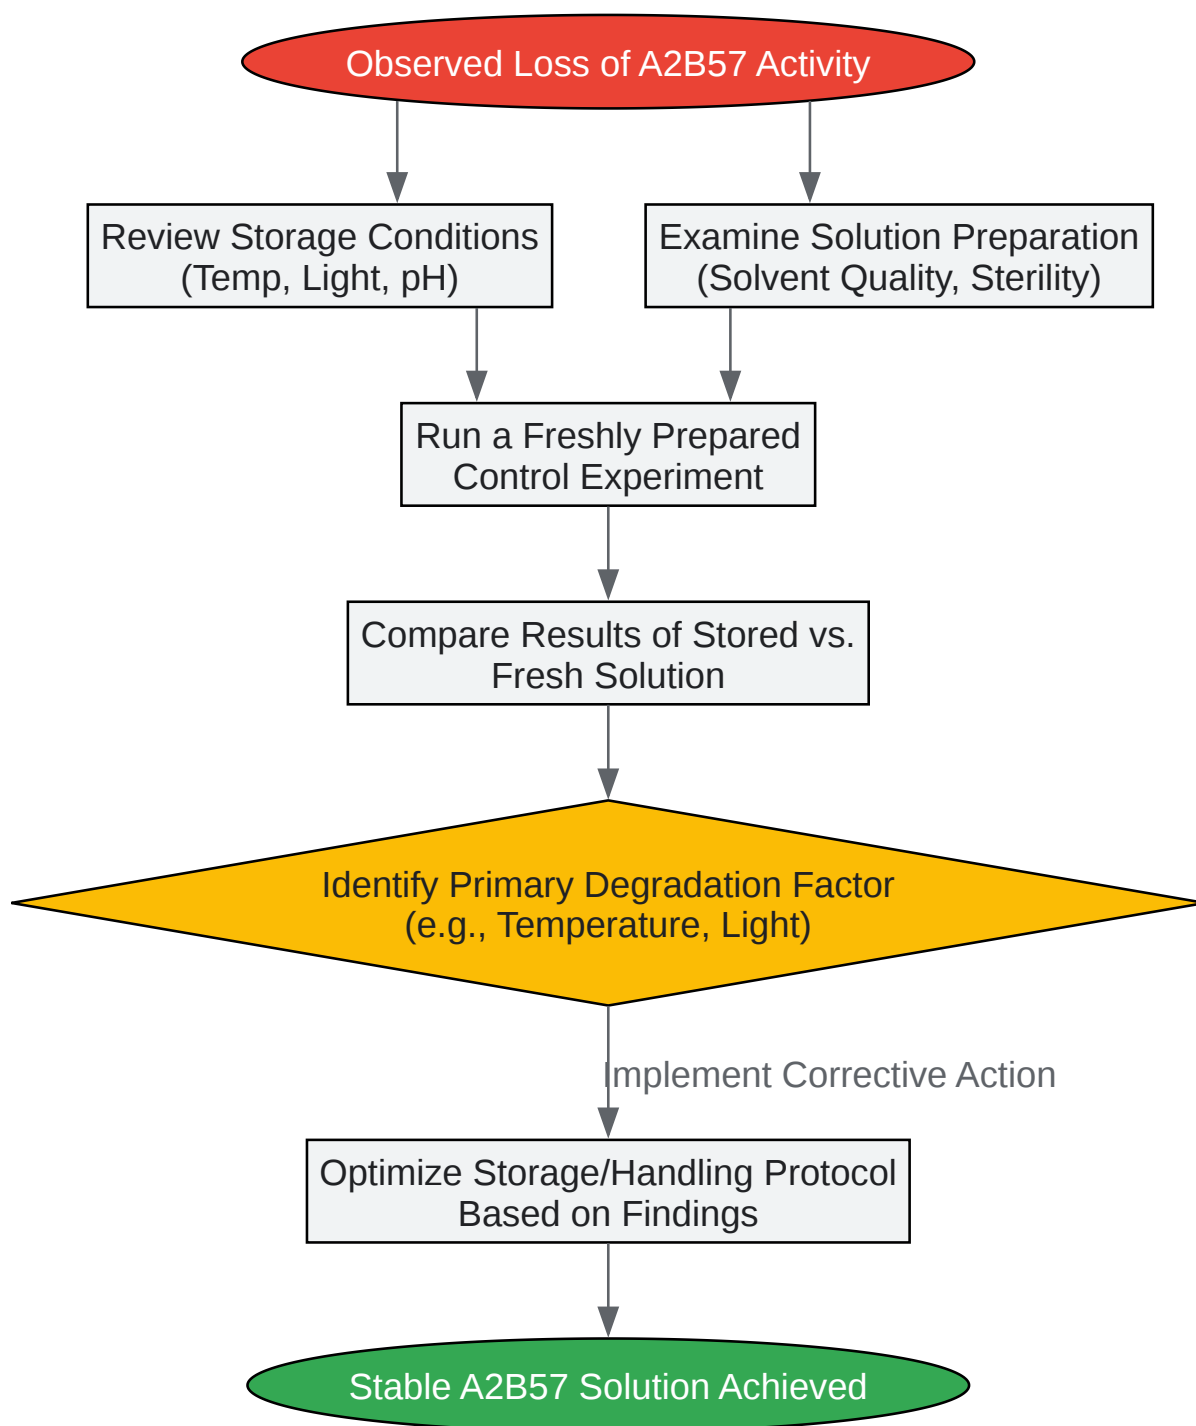 Observed Loss of A2B57 Activity
Review Storage Conditions
(Temp, Light, pH)
Examine Solution Preparation
(Solvent Quality, Sterility)
Run a Freshly Prepared
Control Experiment
Compare Results of Stored vs.
Fresh Solution
Identify Primary Degradation Factor
(e.g., Temperature, Light)
Implement Corrective Action
Optimize Storage/Handling Protocol
Based on Findings
Stable A2B57 Solution Achieved